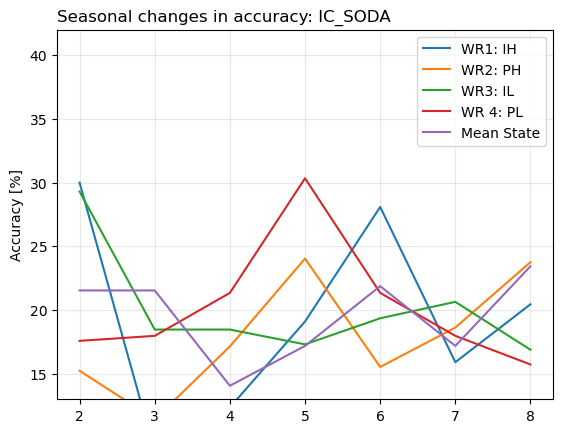 Seasonal changes in accuracy: IC_SODA
WR1: IH
WR2: PH
WR3: IL
WR 4: PL
Mean State
Accuracy [%]
40
35
30
25
20
15
2 3 4 5 6 7 8